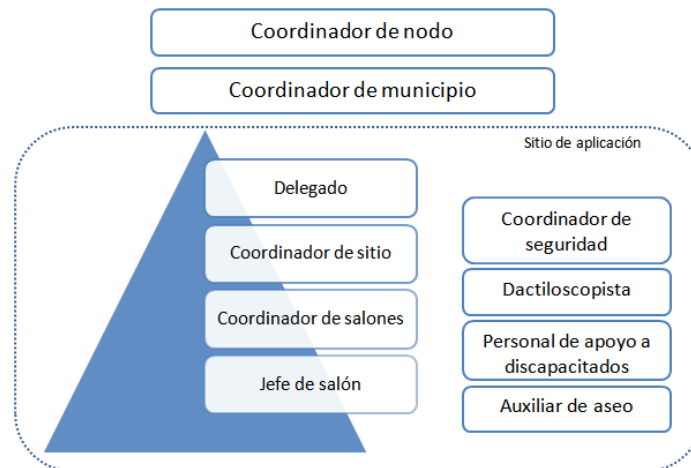 Coordinador de nodo
Coordinador de municipio
Sitio de aplicación
Delegado
Coordinador de sitio
Coordinador de salones
Jefe de salón
Coordinador de
seguridad
Dactiloscopista
Personal de apoyo a
discapacitados
Auxiliar de aseo